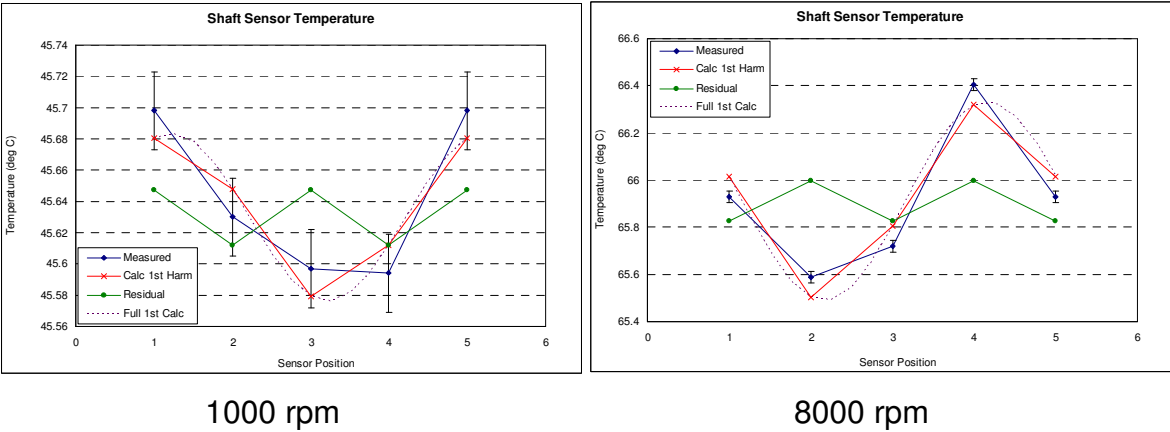 Shaft Sensor Temperature
45.74
45.72
45.7
45.68
45.66
45.64
45.62
45.6
45.58
45.56
Temperature (deg C)
Measured
Calc 1st Harm
Residual
Full 1st Calc
0 1 2 3 4 5 6
Sensor Position
1000 rpm
Shaft Sensor Temperature
66.6
66.4
66.2
66
65.8
65.6
65.4
Temperature (deg C)
Measured
Calc 1st Harm
Residual
Full 1st Calc
0 1 2 3 4 5 6
Sensor Position
8000 rpm